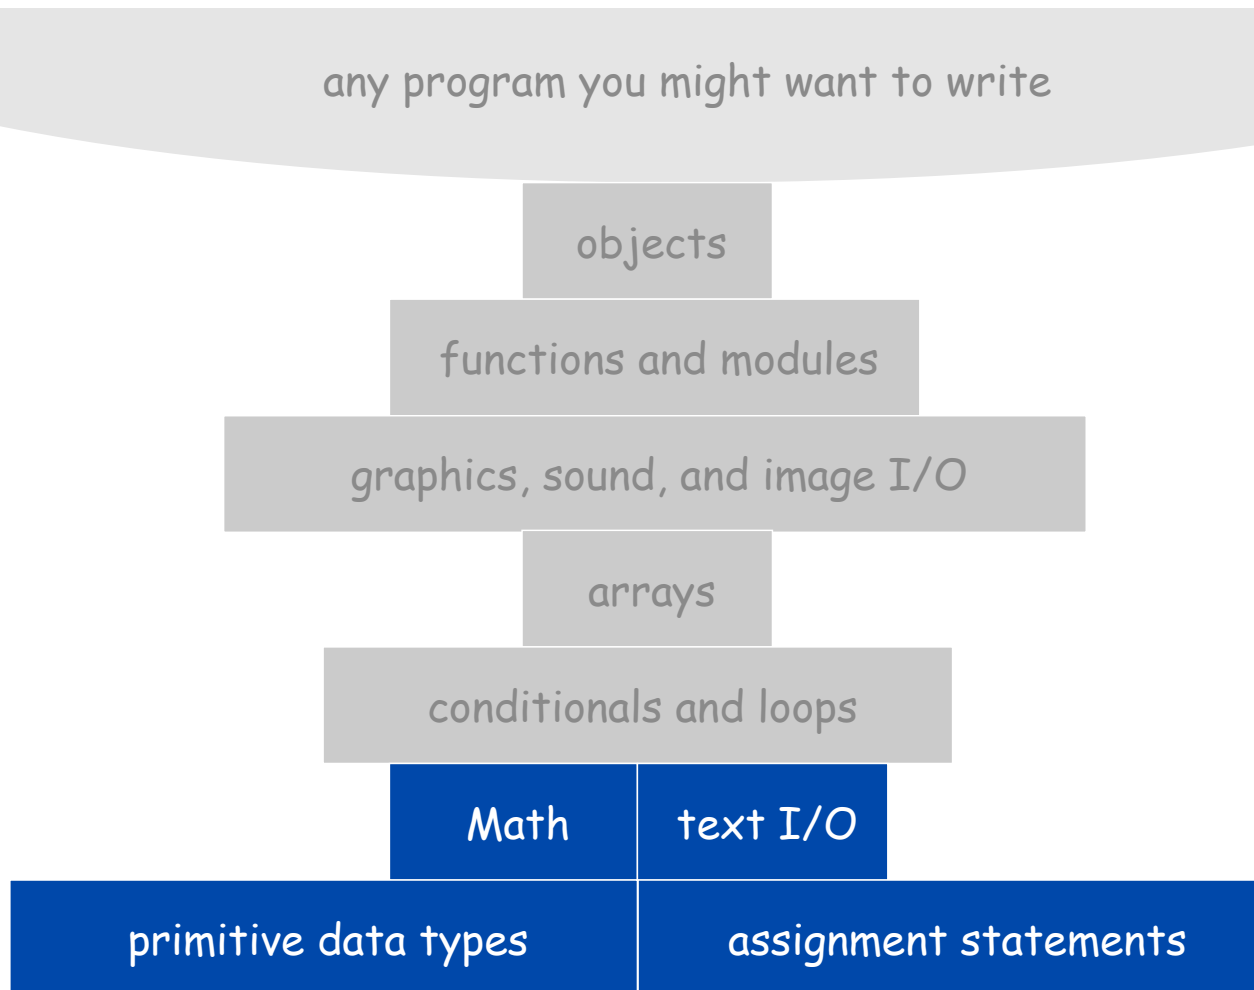 any program you might want to write
objects
functions and modules
graphics, sound, and image I/O
arrays
conditionals and loops
Math text I/O
primitive data types assignment statements